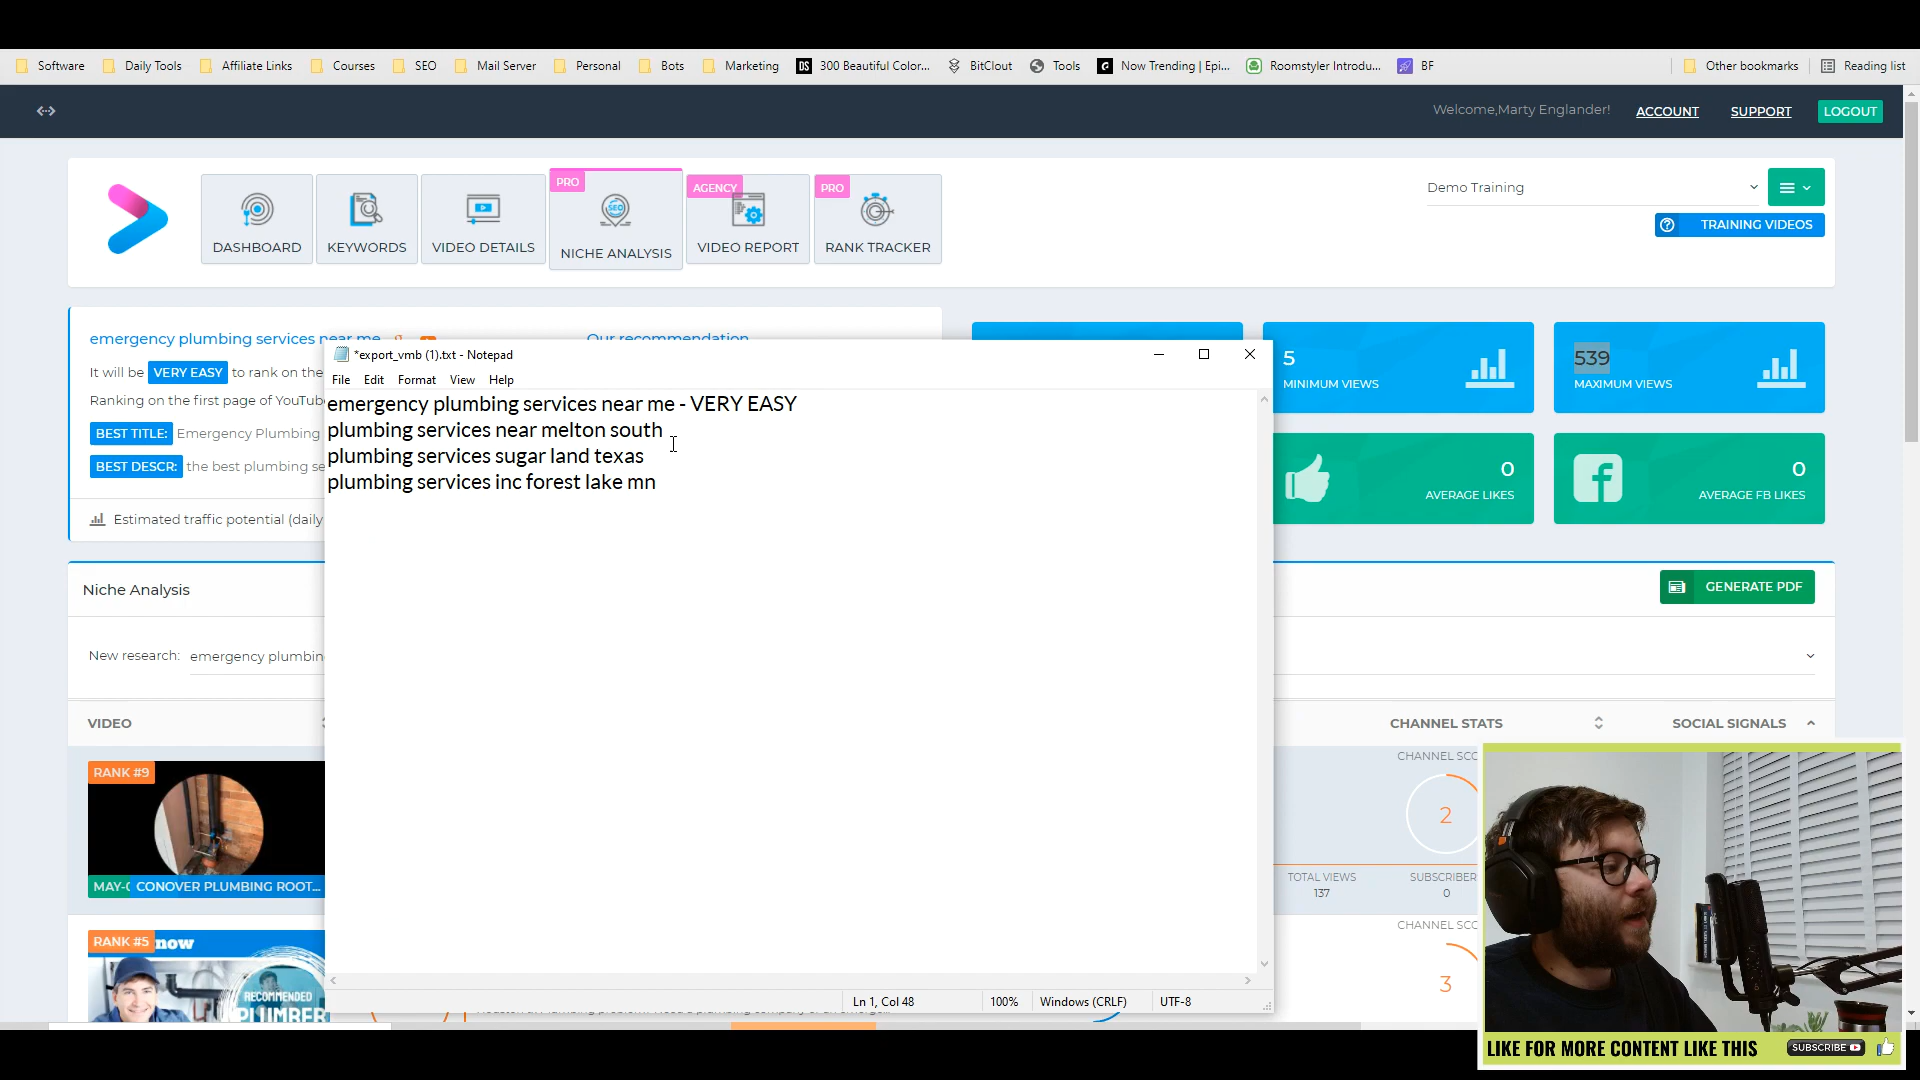 Software
Daily Tools
Affiliate Links
Courses
SEO
Mail Server
Personal
Bots
Marketing
300 Beautiful Color...
BitClout
Tools
Now Trending | Epi...
Roomstyler Introdu...
BF
Other bookmarks
Reading list
Welcome,Marty Englander!
ACCOUNT
SUPPORT
LOGOUT
DASHBOARD
KEYWORDS
VIDEO DETAILS
PRO
NICHE ANALYSIS
AGENCY
VIDEO REPORT
PRO
RANK TRACKER
Demo Training
TRAINING VIDEOS
emergency plumbing services near me
Our recommendation
It will be VERY EASY to rank on the
Ranking on the first page of YouTub
BEST TITLE: Emergency Plumbing
BEST DESCR: the best plumbing se
Estimated traffic potential (daily
5
MINIMUM VIEWS
539
MAXIMUM VIEWS
0
AVERAGE LIKES
0
AVERAGE FB LIKES
*export_vmb (1).txt - Notepad
File Edit Format View Help
emergency plumbing services near me - VERY EASY
plumbing services near melton south
plumbing services sugar land texas
plumbing services inc forest lake mn
Ln 1, Col 48
100%
Windows (CRLF)
UTF-8
Niche Analysis
GENERATE PDF
New research: emergency plumbin
VIDEO
CHANNEL STATS
SOCIAL SIGNALS
RANK #9
CONOVER PLUMBING ROOT...
CHANNEL SCO
2
TOTAL VIEWS
137
SUBSCRIBER
0
RANK #5
now
RECOMMENDED
PLUMBER
CHANNEL SCO
3
LIKE FOR MORE CONTENT LIKE THIS
SUBSCRIBE